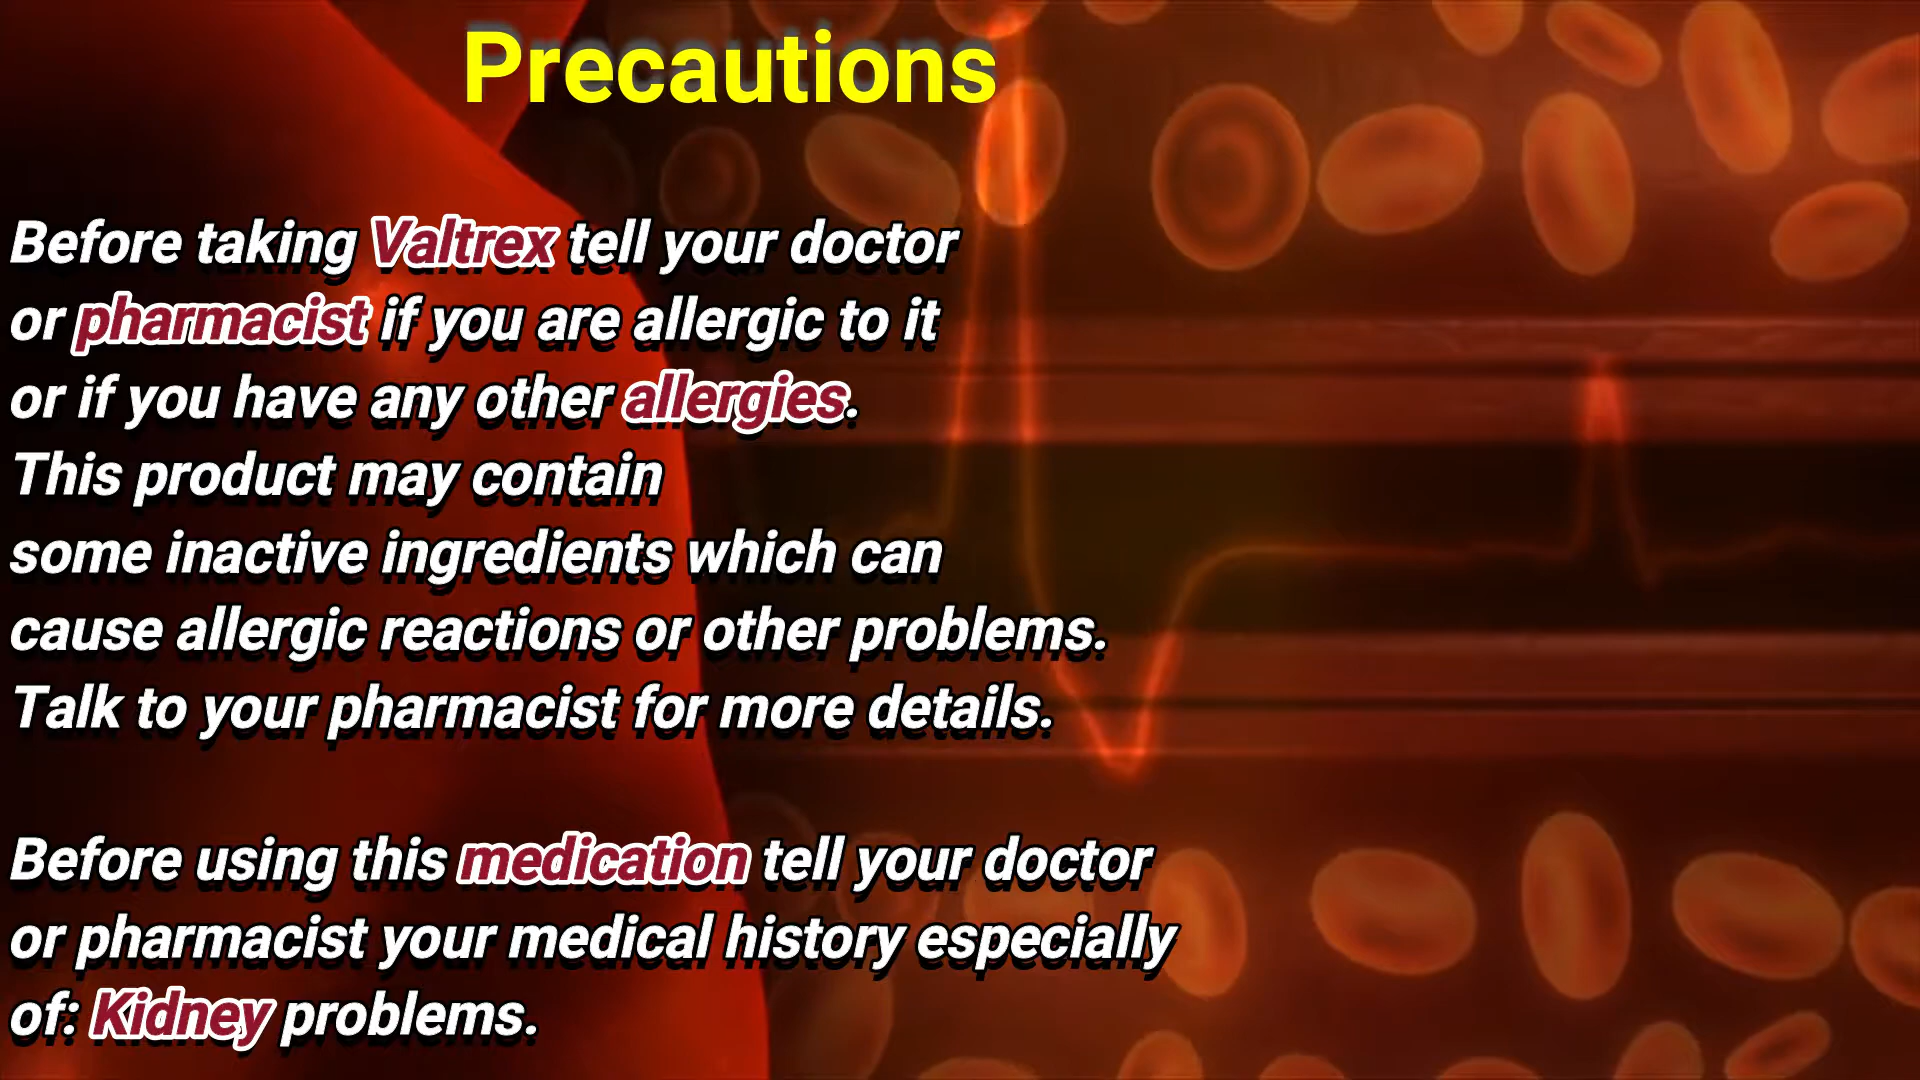 Precautions
Before taking Valtrex tell your doctor
or pharmacist if you are allergic to it
or if you have any other allergies.
This product may contain
some inactive ingredients which can
cause allergic reactions or other problems.
Talk to your pharmacist for more details.
Before using this medication tell your doctor
or pharmacist your medical history especially
of: Kidney problems.